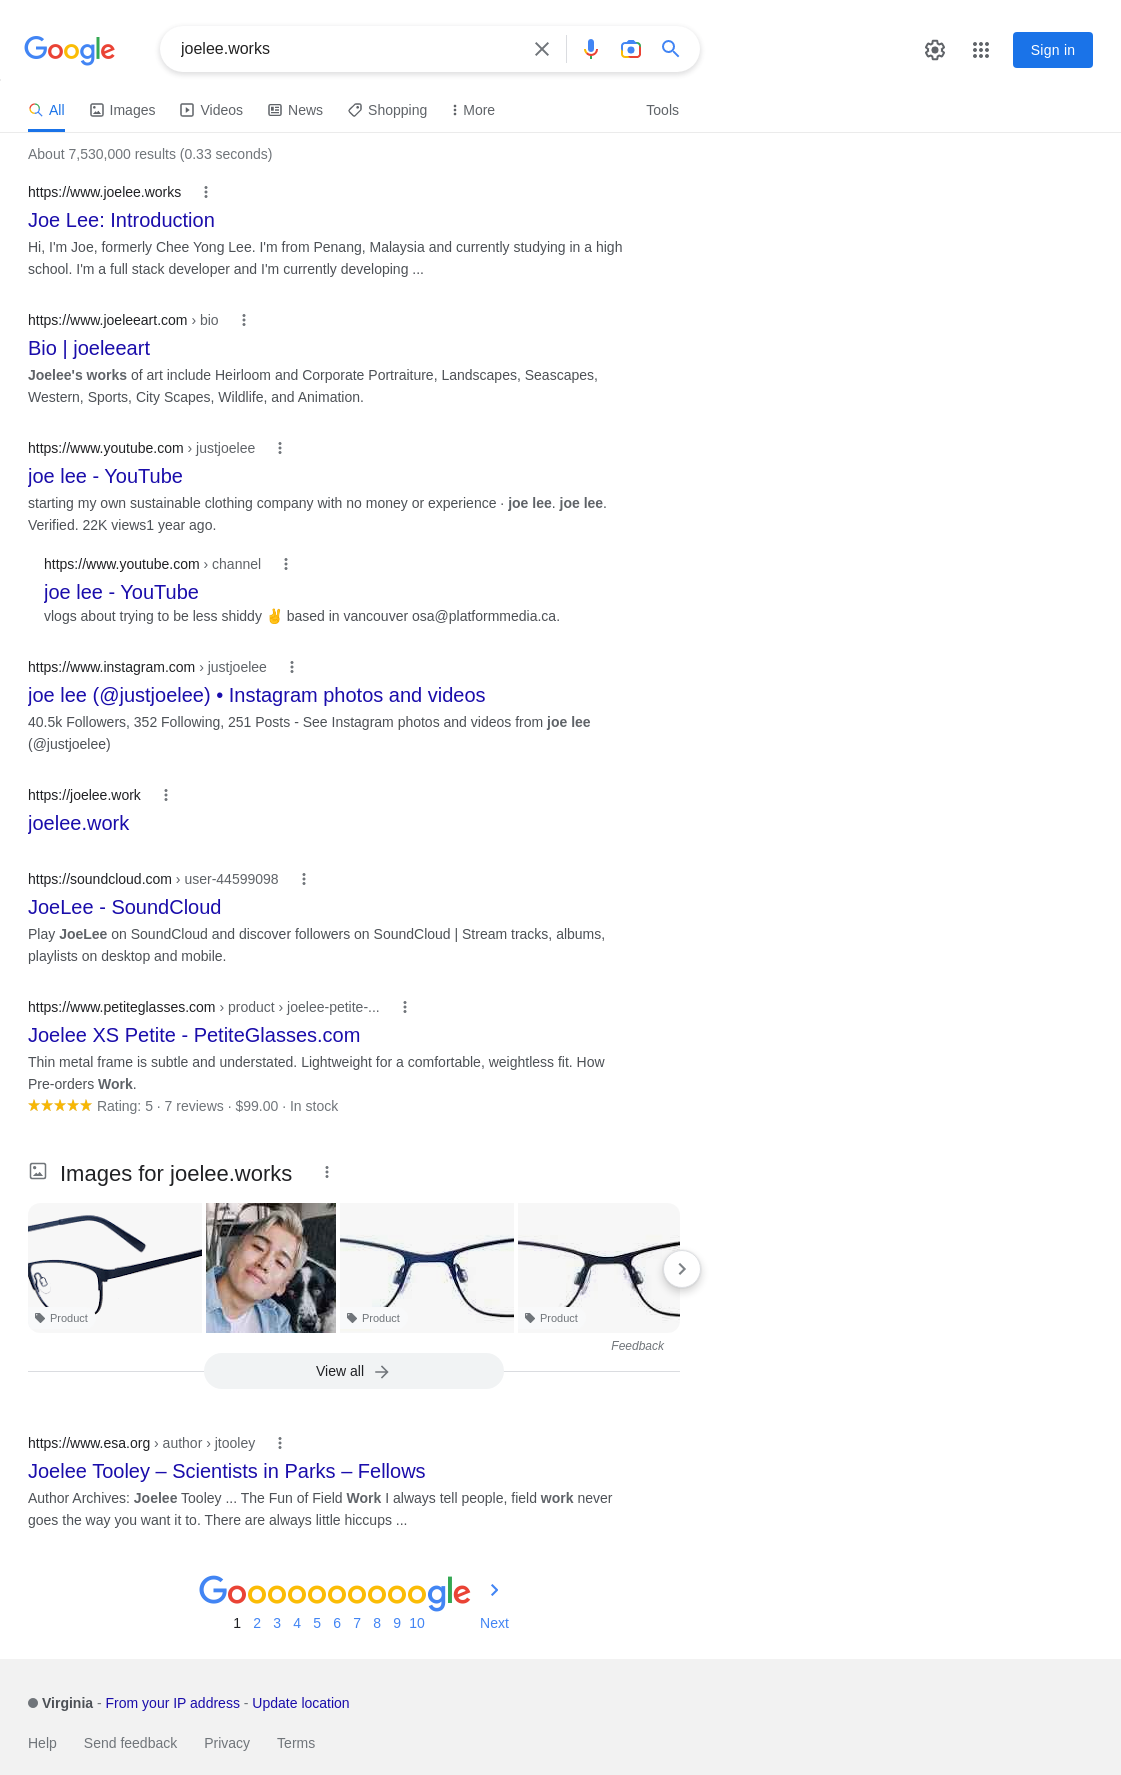 Google
joelee.works
Sign in
All
Images
Videos
News
Shopping
More
Tools
About 7,530,000 results (0.33 seconds)
https://www.joelee.works
Joe Lee: Introduction
Hi, I'm Joe, formerly Chee Yong Lee. I'm from Penang, Malaysia and currently studying in a high
school. I'm a full stack developer and I'm currently developing ...
https://www.joeleeart.com › bio
Bio | joeleeart
Joelee's works of art include Heirloom and Corporate Portraiture, Landscapes, Seascapes,
Western, Sports, City Scapes, Wildlife, and Animation.
https://www.youtube.com › justjoelee
joe lee - YouTube
starting my own sustainable clothing company with no money or experience · joe lee. joe lee.
Verified. 22K views1 year ago.
https://www.youtube.com › channel
joe lee - YouTube
vlogs about trying to be less shiddy ✌ based in vancouver osa@platformmedia.ca.
https://www.instagram.com › justjoelee
joe lee (@justjoelee) • Instagram photos and videos
40.5k Followers, 352 Following, 251 Posts - See Instagram photos and videos from joe lee
(@justjoelee)
https://joelee.work
joelee.work
https://soundcloud.com › user-44599098
JoeLee - SoundCloud
Play JoeLee on SoundCloud and discover followers on SoundCloud | Stream tracks, albums,
playlists on desktop and mobile.
https://www.petiteglasses.com › product › joelee-petite-...
Joelee XS Petite - PetiteGlasses.com
Thin metal frame is subtle and understated. Lightweight for a comfortable, weightless fit. How
Pre-orders Work.
Rating: 5 · 7 reviews · $99.00 · In stock
Images for joelee.works
Product
Product
Product
Feedback
View all
https://www.esa.org › author › jtooley
Joelee Tooley – Scientists in Parks – Fellows
Author Archives: Joelee Tooley ... The Fun of Field Work I always tell people, field work never
goes the way you want it to. There are always little hiccups ...
Goooooooooogle
1 2 3 4 5 6 7 8 9 10 Next
Virginia - From your IP address - Update location
Help Send feedback Privacy Terms